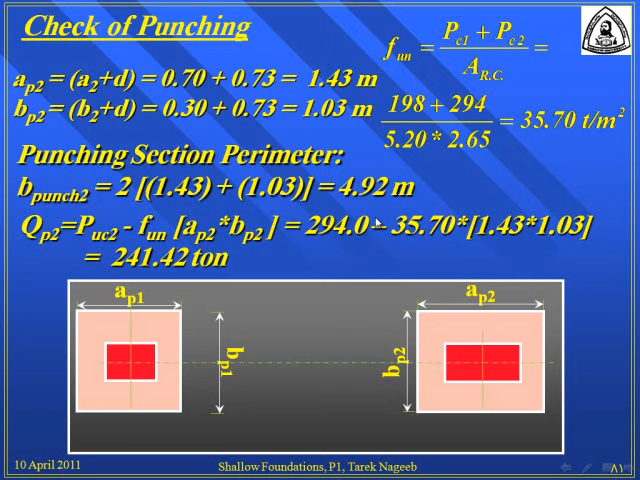 Check of Punching
f_un = (P_c1 + P_c2) / A_R.C. =
(198 + 294) / (5.20 * 2.65) = 35.70 t/m²
a_p2 = (a_2+d) = 0.70 + 0.73 = 1.43 m
b_p2 = (b_2+d) = 0.30 + 0.73 = 1.03 m
Punching Section Perimeter:
b_punch2 = 2 [(1.43) + (1.03)] = 4.92 m
Q_p2=P_uc2 - f_un [a_p2*b_p2 ] = 294.0 – 35.70*[1.43*1.03]
= 241.42 ton
a_p1
b_p1
a_p2
b_p2
10 April 2011
Shallow Foundations, P1, Tarek Nageeb
٨١